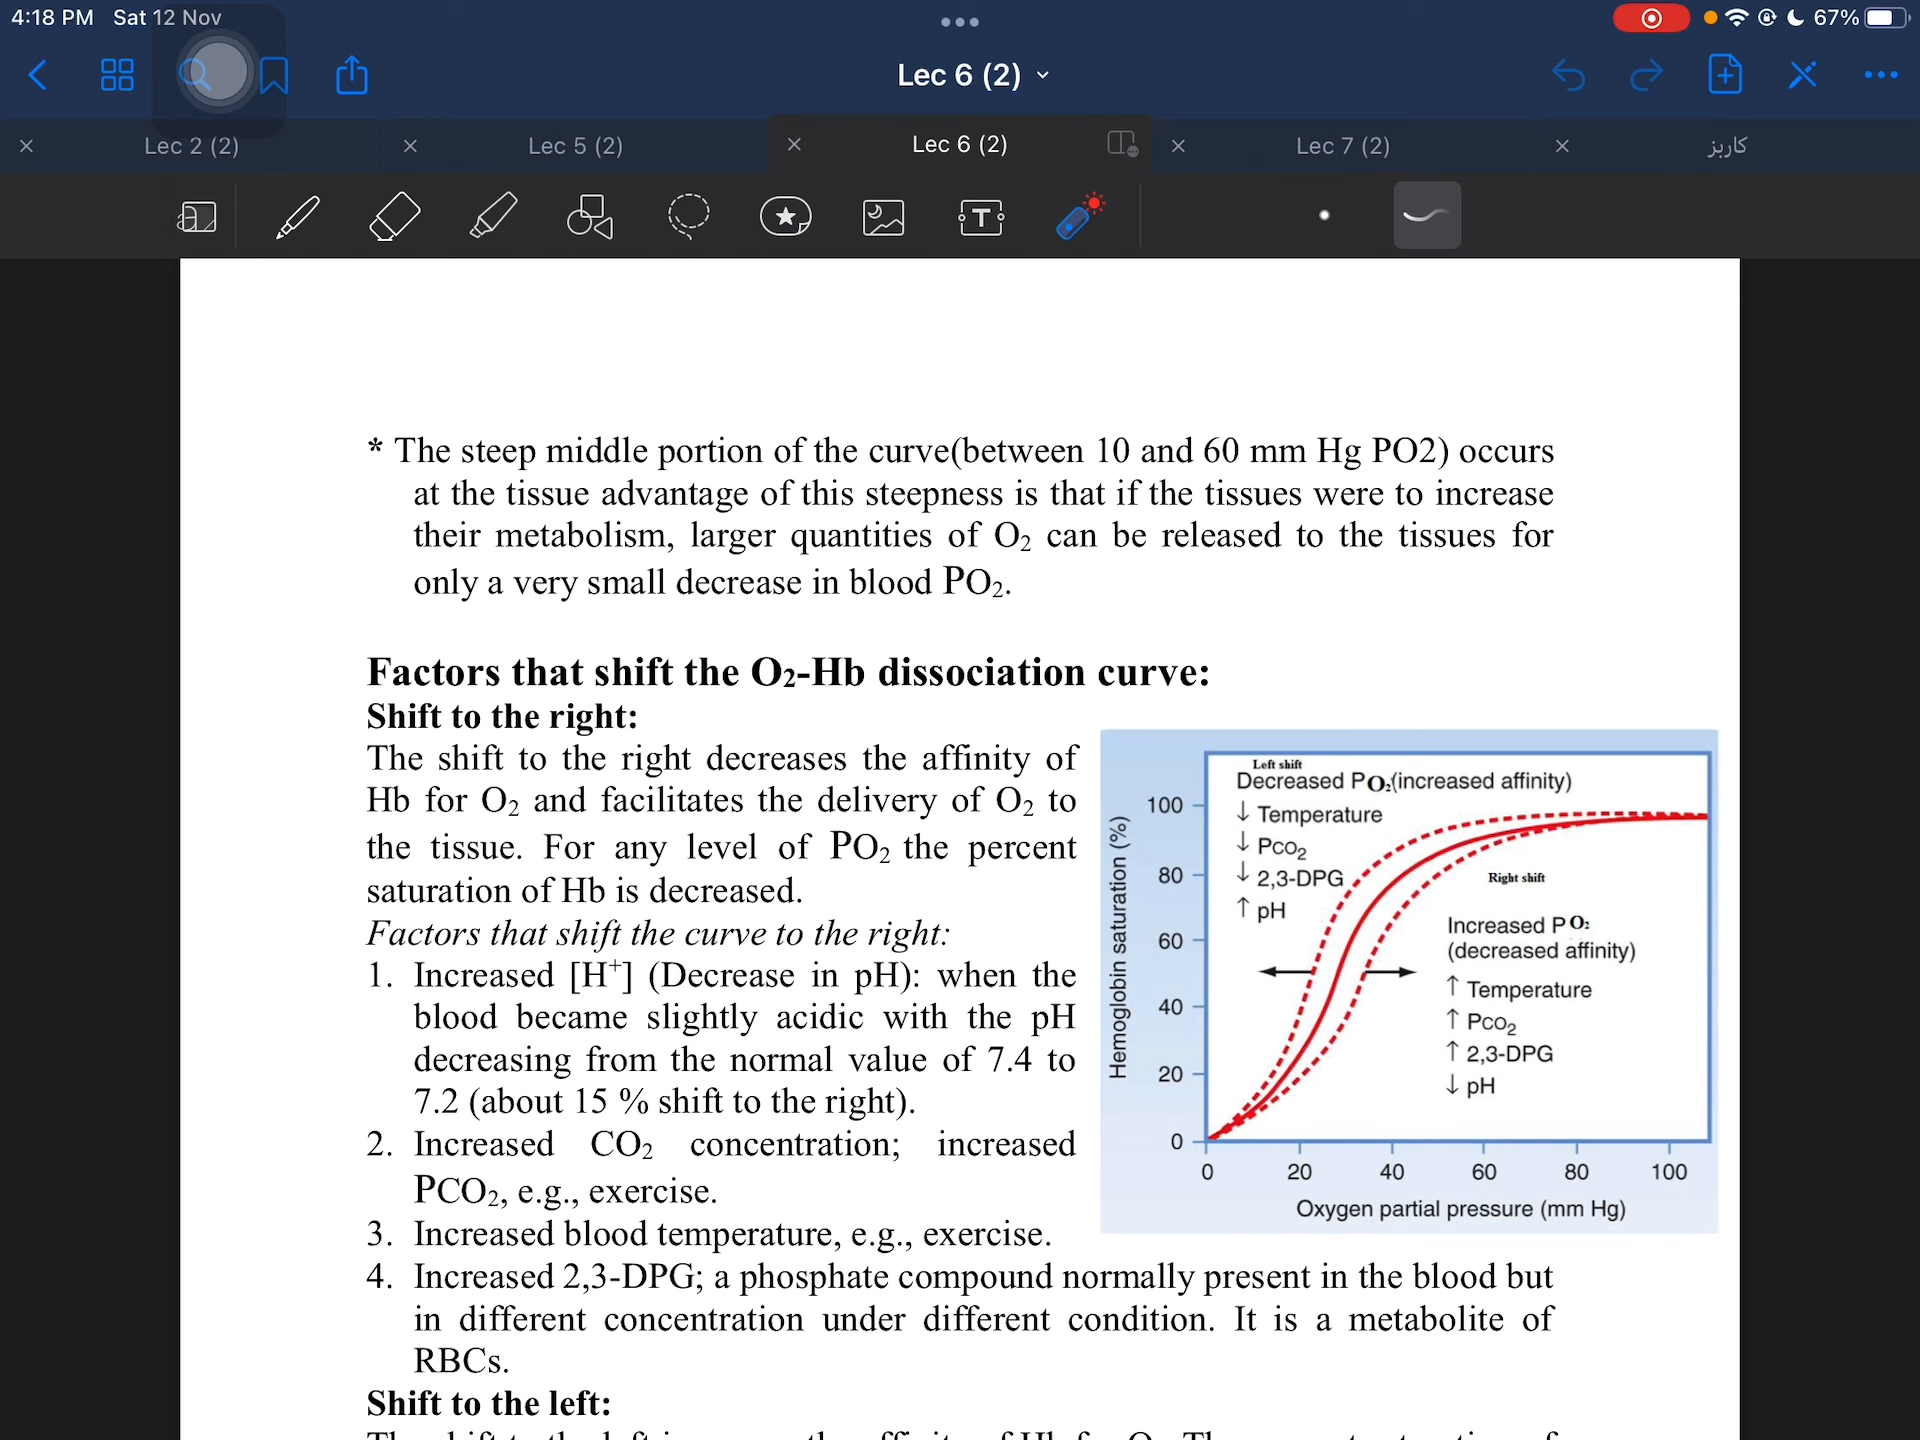 4:18 PM Sat 12 Nov
67%
Lec 6 (2)
Lec 2 (2)
Lec 5 (2)
Lec 6 (2)
Lec 7 (2)
كاربز
* The steep middle portion of the curve(between 10 and 60 mm Hg PO2) occurs
at the tissue advantage of this steepness is that if the tissues were to increase
their metabolism, larger quantities of O₂ can be released to the tissues for
only a very small decrease in blood PO₂.
Factors that shift the O₂-Hb dissociation curve:
Shift to the right:
The shift to the right decreases the affinity of
Hb for O₂ and facilitates the delivery of O₂ to
the tissue. For any level of PO₂ the percent
saturation of Hb is decreased.
Factors that shift the curve to the right:
1. Increased [H⁺] (Decrease in pH): when the
blood became slightly acidic with the pH
decreasing from the normal value of 7.4 to
7.2 (about 15 % shift to the right).
2. Increased CO₂ concentration; increased
PCO₂, e.g., exercise.
3. Increased blood temperature, e.g., exercise.
4. Increased 2,3-DPG; a phosphate compound normally present in the blood but
in different concentration under different condition. It is a metabolite of
RBCs.
Shift to the left:
Left shift
Decreased PO₂(increased affinity)
↓ Temperature
↓ PCO₂
↓ 2,3-DPG
↑ pH
Right shift
Increased PO₂
(decreased affinity)
↑ Temperature
↑ PCO₂
↑ 2,3-DPG
↓ pH
Hemoglobin saturation (%)
100
80
60
40
20
0
0 20 40 60 80 100
Oxygen partial pressure (mm Hg)